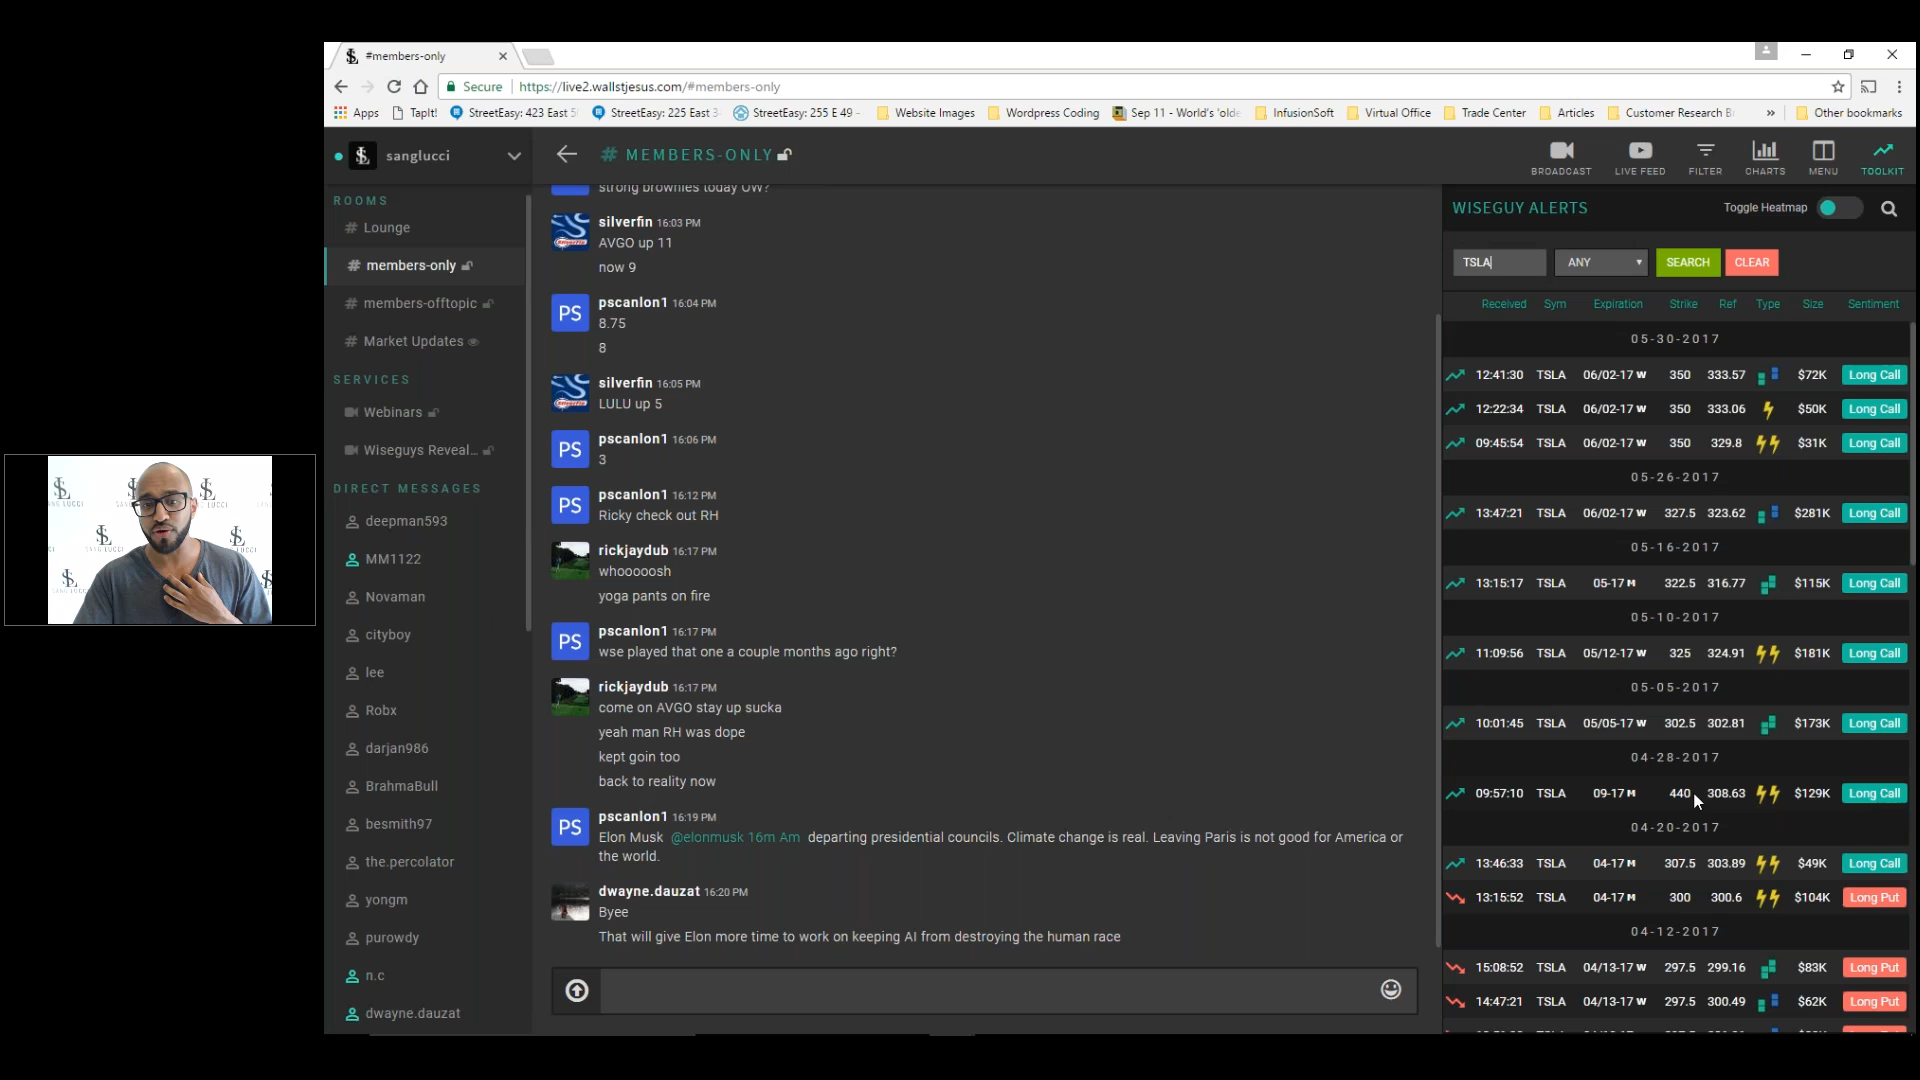 #members-only
Secure https://live2.wallstjesus.com/#members-only
Apps TapIt! StreetEasy: 423 East 5 StreetEasy: 225 East 3 StreetEasy: 255 E 49 - Website Images Wordpress Coding Sep 11 - World's 'olde InfusionSoft Virtual Office Trade Center Articles Customer Research B » Other bookmarks
sanglucci
# MEMBERS-ONLY
BROADCAST LIVE FEED FILTER CHARTS MENU TOOLKIT
ROOMS
# Lounge
# members-only
# members-offtopic
# Market Updates
SERVICES
Webinars
Wiseguys Reveal...
DIRECT MESSAGES
deepman593
MM1122
Novaman
cityboy
lee
Robx
darjan986
BrahmaBull
besmith97
the.percolator
yongm
purowdy
n.c
dwayne.dauzat
strong brownies today OW?
silverfin 16:03 PM
AVGO up 11
now 9
PS
pscanlon1 16:04 PM
8.75
8
silverfin 16:05 PM
LULU up 5
PS
pscanlon1 16:06 PM
3
PS
pscanlon1 16:12 PM
Ricky check out RH
rickjaydub 16:17 PM
whooooosh
yoga pants on fire
PS
pscanlon1 16:17 PM
wse played that one a couple months ago right?
rickjaydub 16:17 PM
come on AVGO stay up sucka
yeah man RH was dope
kept goin too
back to reality now
PS
pscanlon1 16:19 PM
Elon Musk @elonmusk 16m Am departing presidential councils. Climate change is real. Leaving Paris is not good for America or
the world.
dwayne.dauzat 16:20 PM
Byee
That will give Elon more time to work on keeping AI from destroying the human race
WISEGUY ALERTS Toggle Heatmap
TSLA ANY SEARCH CLEAR
Received Sym Expiration Strike Ref Type Size Sentiment
05-30-2017
12:41:30 TSLA 06/02-17 W 350 333.57 $72K Long Call
12:22:34 TSLA 06/02-17 W 350 333.06 $50K Long Call
09:45:54 TSLA 06/02-17 W 350 329.8 $31K Long Call
05-26-2017
13:47:21 TSLA 06/02-17 W 327.5 323.62 $281K Long Call
05-16-2017
13:15:17 TSLA 05-17 M 322.5 316.77 $115K Long Call
05-10-2017
11:09:56 TSLA 05/12-17 W 325 324.91 $181K Long Call
05-05-2017
10:01:45 TSLA 05/05-17 W 302.5 302.81 $173K Long Call
04-28-2017
09:57:10 TSLA 09-17 M 440 308.63 $129K Long Call
04-20-2017
13:46:33 TSLA 04-17 M 307.5 303.89 $49K Long Call
13:15:52 TSLA 04-17 M 300 300.6 $104K Long Put
04-12-2017
15:08:52 TSLA 04/13-17 W 297.5 299.16 $83K Long Put
14:47:21 TSLA 04/13-17 W 297.5 300.49 $62K Long Put